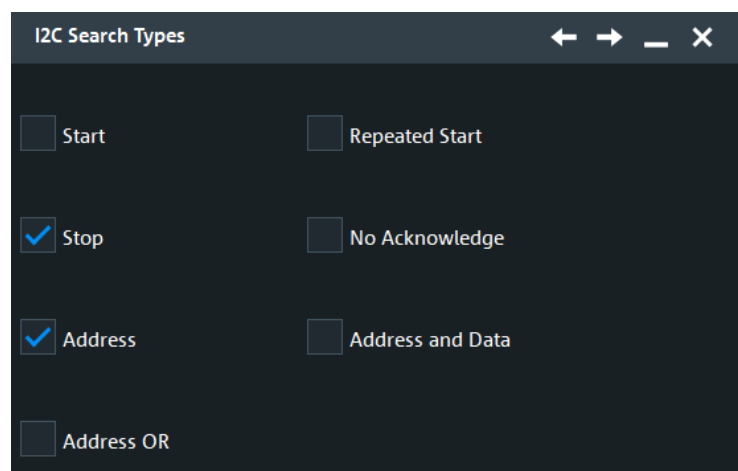 I2C Search Types
Start
Repeated Start
Stop
No Acknowledge
Address
Address and Data
Address OR